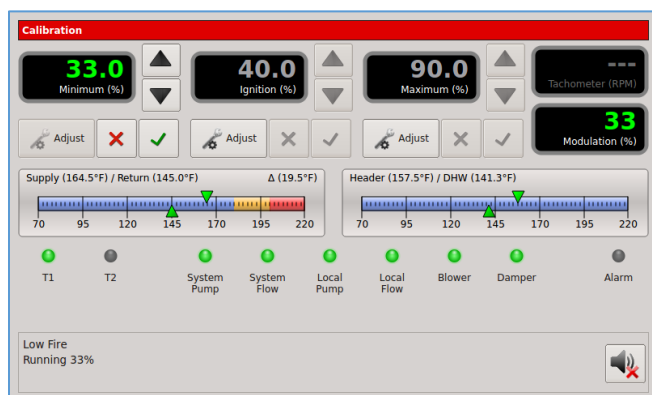 Calibration
33.0
Minimum (%)
40.0
Ignition (%)
90.0
Maximum (%)
---
Tachometer (RPM)
Adjust
Adjust
Adjust
33
Modulation (%)
Supply (164.5°F) / Return (145.0°F) Δ (19.5°F)
70 95 120 145 170 195 220
Header (157.5°F) / DHW (141.3°F)
70 95 120 145 170 195 220
T1
T2
System
Pump
System
Flow
Local
Pump
Local
Flow
Blower
Damper
Alarm
Low Fire
Running 33%